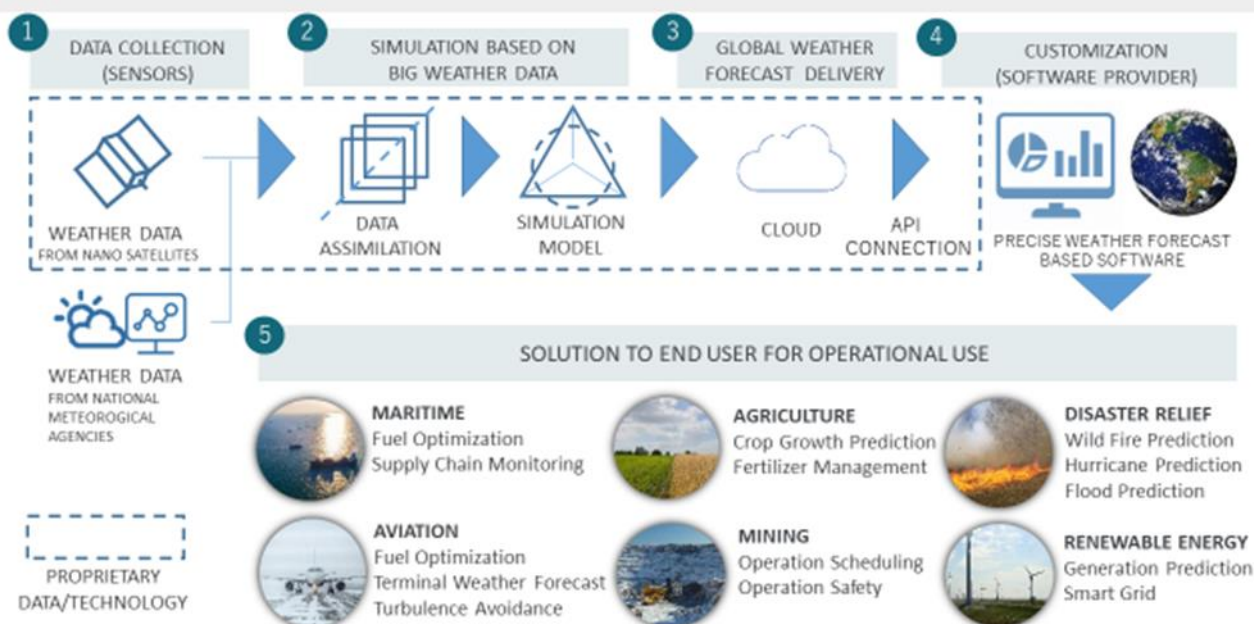 1
DATA COLLECTION
(SENSORS)
2
SIMULATION BASED ON
BIG WEATHER DATA
3
GLOBAL WEATHER
FORECAST DELIVERY
4
CUSTOMIZATION
(SOFTWARE PROVIDER)
WEATHER DATA
FROM NANO SATELLITES
DATA
ASSIMILATION
SIMULATION
MODEL
CLOUD
API
CONNECTION
PRECISE WEATHER FORECAST
BASED SOFTWARE
WEATHER DATA
FROM NATIONAL
METEOROGICAL
AGENCIES
5
SOLUTION TO END USER FOR OPERATIONAL USE
MARITIME
Fuel Optimization
Supply Chain Monitoring
AGRICULTURE
Crop Growth Prediction
Fertilizer Management
DISASTER RELIEF
Wild Fire Prediction
Hurricane Prediction
Flood Prediction
AVIATION
Fuel Optimization
Terminal Weather Forecast
Turbulence Avoidance
MINING
Operation Scheduling
Operation Safety
RENEWABLE ENERGY
Generation Prediction
Smart Grid
PROPRIETARY
DATA/TECHNOLOGY